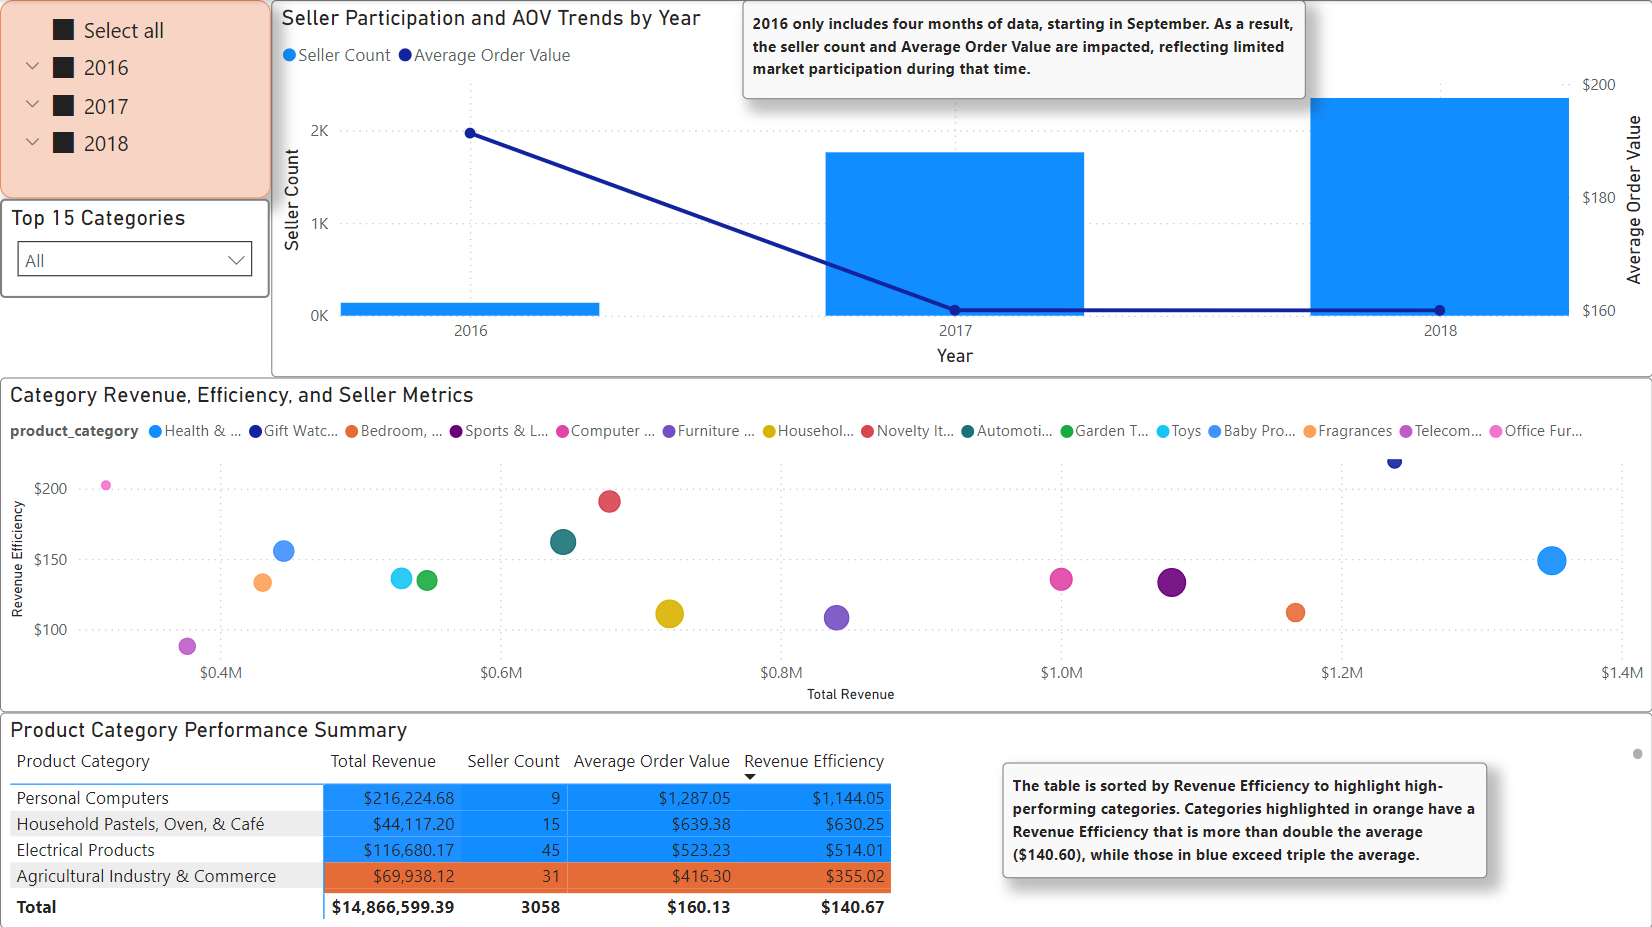 Select all
2016
2017
2018
Top 15 Categories
All
Seller Participation and AOV Trends by Year
Seller Count
Average Order Value
2016 only includes four months of data, starting in September. As a result,
the seller count and Average Order Value are impacted, reflecting limited
market participation during that time.
Seller Count
2K
1K
0K
$200
$180
$160
Average Order Value
2016
2017
2018
Year
Category Revenue, Efficiency, and Seller Metrics
product_category Health & ... Gift Watc... Bedroom, ... Sports & L... Computer ... Furniture ... Househol... Novelty It... Automoti... Garden T... Toys Baby Pro... Fragrances Telecom... Office Fur...
Revenue Efficiency
$200
$150
$100
$0.4M $0.6M $0.8M $1.0M $1.2M $1.4M
Total Revenue
Product Category Performance Summary
Product Category Total Revenue Seller Count Average Order Value Revenue Efficiency
Personal Computers $216,224.68 9 $1,287.05 $1,144.05
Household Pastels, Oven, & Café $44,117.20 15 $639.38 $630.25
Electrical Products $116,680.17 45 $523.23 $514.01
Agricultural Industry & Commerce $69,938.12 31 $416.30 $355.02
Total $14,866,599.39 3058 $160.13 $140.67
The table is sorted by Revenue Efficiency to highlight high-
performing categories. Categories highlighted in orange have a
Revenue Efficiency that is more than double the average
($140.60), while those in blue exceed triple the average.